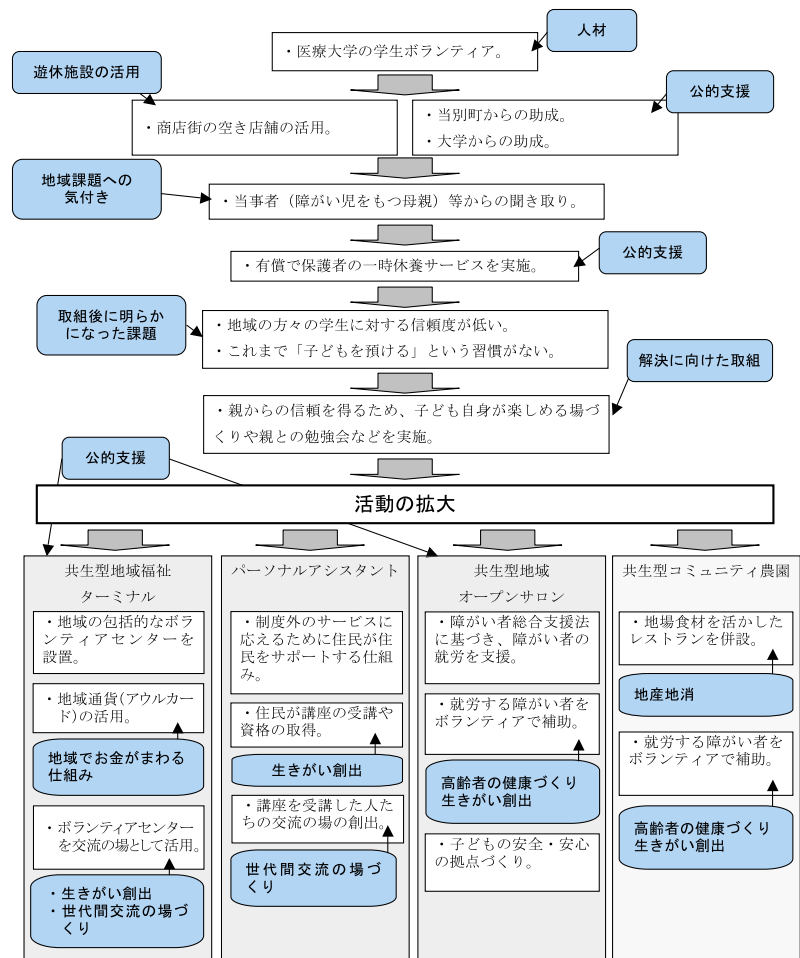 人材
・医療大学の学生ボランティア。
遊休施設の活用
公的支援
・商店街の空き店舗の活用。
・当別町からの助成。
・大学からの助成。
地域課題への
気付き
・当事者（障がい児をもつ母親）等からの聞き取り。
公的支援
・有償で保護者の一時休養サービスを実施。
取組後に明らか
になった課題
・地域の方々の学生に対する信頼度が低い。
・これまで「子どもを預ける」という習慣がない。
解決に向けた取組
・親からの信頼を得るため、子ども自身が楽しめる場づ
くりや親との勉強会などを実施。
公的支援
活動の拡大
共生型地域福祉
ターミナル
・地域の包括的なボラ
ンティアセンターを
設置。
・地域通貨(アウルカー
ド)の活用。
地域でお金がまわる
仕組み
・ボランティアセンター
を交流の場として活用。
・生きがい創出
・世代間交流の場づ
くり
パーソナルアシスタント
・制度外のサービスに
応えるために住民が住
民をサポートする仕組
み。
・住民が講座の受講や
資格の取得。
生きがい創出
・講座を受講した人た
ちの交流の場の創出。
世代間交流の場づ
くり
共生型地域
オープンサロン
・障がい者総合支援法
に基づき、障がい者の
就労を支援。
・就労する障がい者を
ボランティアで補助。
高齢者の健康づくり
生きがい創出
・子どもの安全・安心
の拠点づくり。
共生型コミュニティ農園
・地場食材を活かした
レストランを併設。
地産地消
・就労する障がい者を
ボランティアで補助。
高齢者の健康づくり
生きがい創出